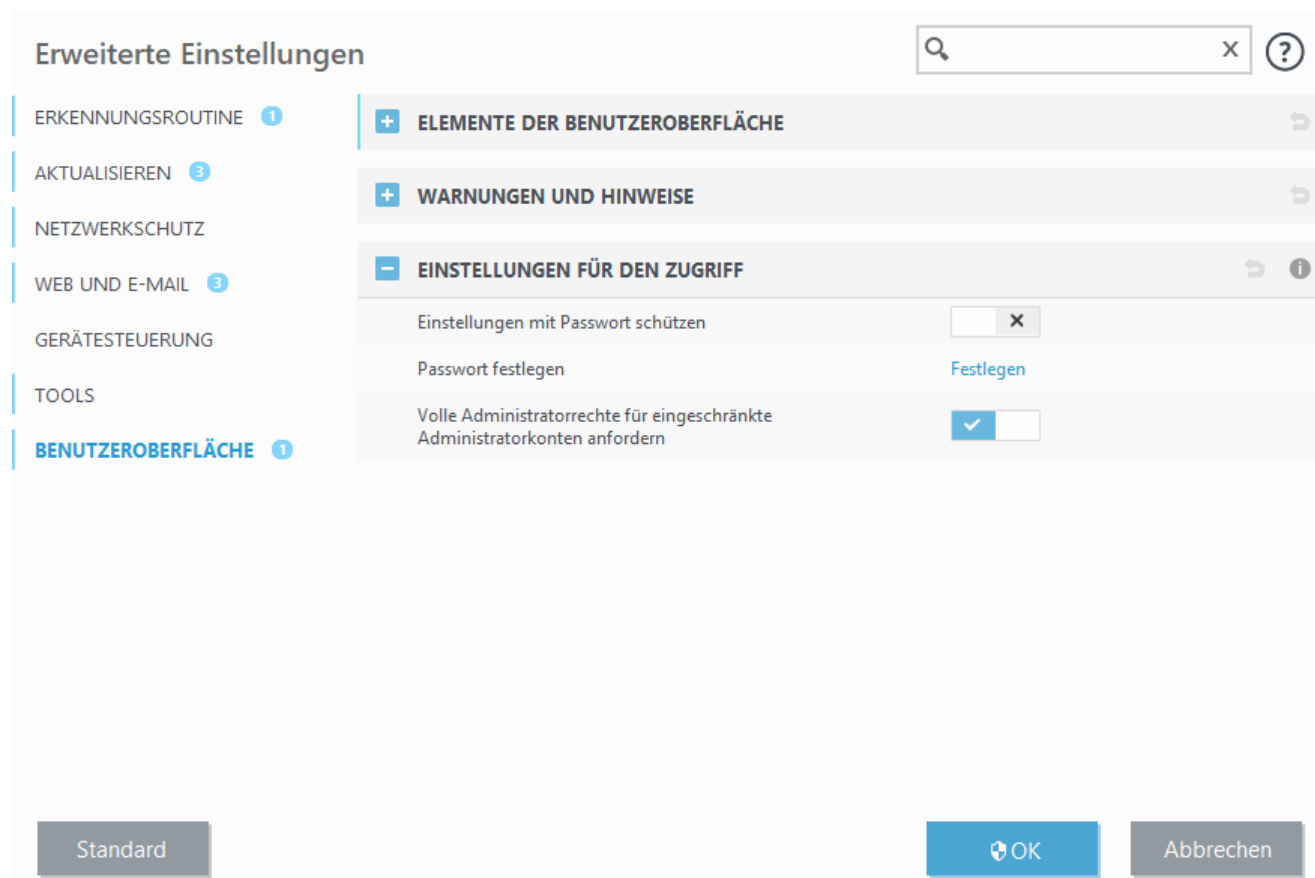 Erweiterte Einstellungen
X
?
ERKENNUNGSROUTINE 1
AKTUALISIEREN 3
NETZWERKSCHUTZ
WEB UND E-MAIL 3
GERÄTESTEUERUNG
TOOLS
BENUTZEROBERFLÄCHE 1
ELEMENTE DER BENUTZEROBERFLÄCHE
WARNUNGEN UND HINWEISE
EINSTELLUNGEN FÜR DEN ZUGRIFF
Einstellungen mit Passwort schützen
Passwort festlegen
Festlegen
Volle Administratorrechte für eingeschränkte
Administratorkonten anfordern
Standard
OK
Abbrechen